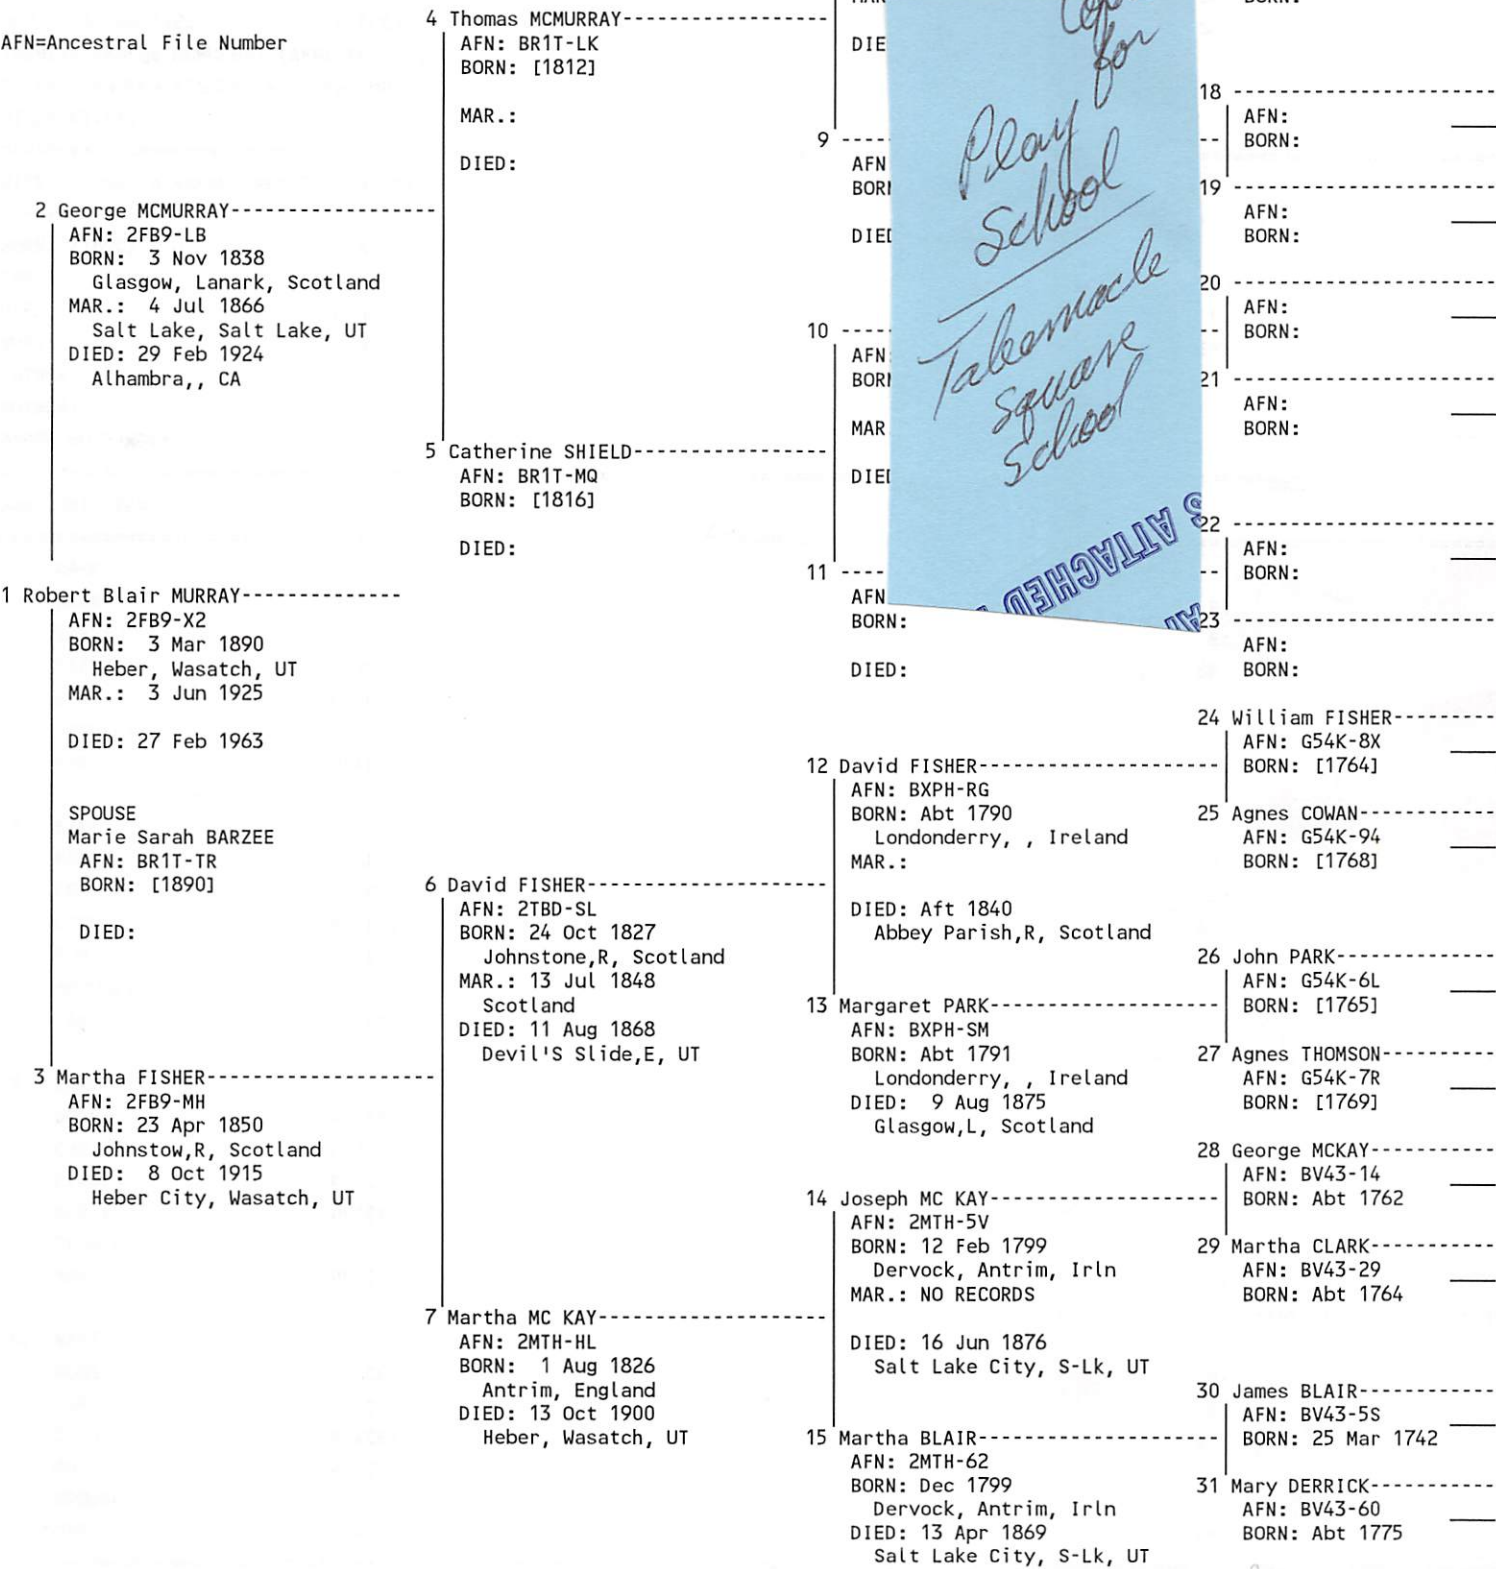 AFN=Ancestral File Number
4 Thomas MCMURRAY
AFN: BR1T-LK
BORN: [1812]
MAR.:
DIED:
2 George MCMURRAY
AFN: 2FB9-LB
BORN: 3 Nov 1838
Glasgow, Lanark, Scotland
MAR.: 4 Jul 1866
Salt Lake, Salt Lake, UT
DIED: 29 Feb 1924
Alhambra,, CA
5 Catherine SHIELD
AFN: BR1T-MQ
BORN: [1816]
DIED:
1 Robert Blair MURRAY
AFN: 2FB9-X2
BORN: 3 Mar 1890
Heber, Wasatch, UT
MAR.: 3 Jun 1925
DIED: 27 Feb 1963
SPOUSE
Marie Sarah BARZEE
AFN: BR1T-TR
BORN: [1890]
DIED:
6 David FISHER
AFN: 2TBD-SL
BORN: 24 Oct 1827
Johnstone,R, Scotland
MAR.: 13 Jul 1848
Scotland
DIED: 11 Aug 1868
Devil'S Slide,E, UT
3 Martha FISHER
AFN: 2FB9-MH
BORN: 23 Apr 1850
Johnstow,R, Scotland
DIED: 8 Oct 1915
Heber City, Wasatch, UT
7 Martha MC KAY
AFN: 2MTH-HL
BORN: 1 Aug 1826
Antrim, England
DIED: 13 Oct 1900
Heber, Wasatch, UT
DIE
9
AFN
BOR
DIE
10
AFN
BOR
MAR
DIE
11
AFN
BORN:
DIED:
for
Play
School
Tabernacle
Square
School
S ATTACHED
12 David FISHER
AFN: BXPH-RG
BORN: Abt 1790
Londonderry, , Ireland
MAR.:
DIED: Aft 1840
Abbey Parish,R, Scotland
13 Margaret PARK
AFN: BXPH-SM
BORN: Abt 1791
Londonderry, , Ireland
DIED: 9 Aug 1875
Glasgow,L, Scotland
14 Joseph MC KAY
AFN: 2MTH-5V
BORN: 12 Feb 1799
Dervock, Antrim, Irln
MAR.: NO RECORDS
DIED: 16 Jun 1876
Salt Lake City, S-Lk, UT
15 Martha BLAIR
AFN: 2MTH-62
BORN: Dec 1799
Dervock, Antrim, Irln
DIED: 13 Apr 1869
Salt Lake City, S-Lk, UT
18
AFN:
BORN:
19
AFN:
BORN:
20
AFN:
BORN:
21
AFN:
BORN:
22
AFN:
BORN:
23
AFN:
BORN:
24 William FISHER
AFN: G54K-8X
BORN: [1764]
25 Agnes COWAN
AFN: G54K-94
BORN: [1768]
26 John PARK
AFN: G54K-6L
BORN: [1765]
27 Agnes THOMSON
AFN: G54K-7R
BORN: [1769]
28 George MCKAY
AFN: BV43-14
BORN: Abt 1762
29 Martha CLARK
AFN: BV43-29
BORN: Abt 1764
30 James BLAIR
AFN: BV43-5S
BORN: 25 Mar 1742
31 Mary DERRICK
AFN: BV43-60
BORN: Abt 1775